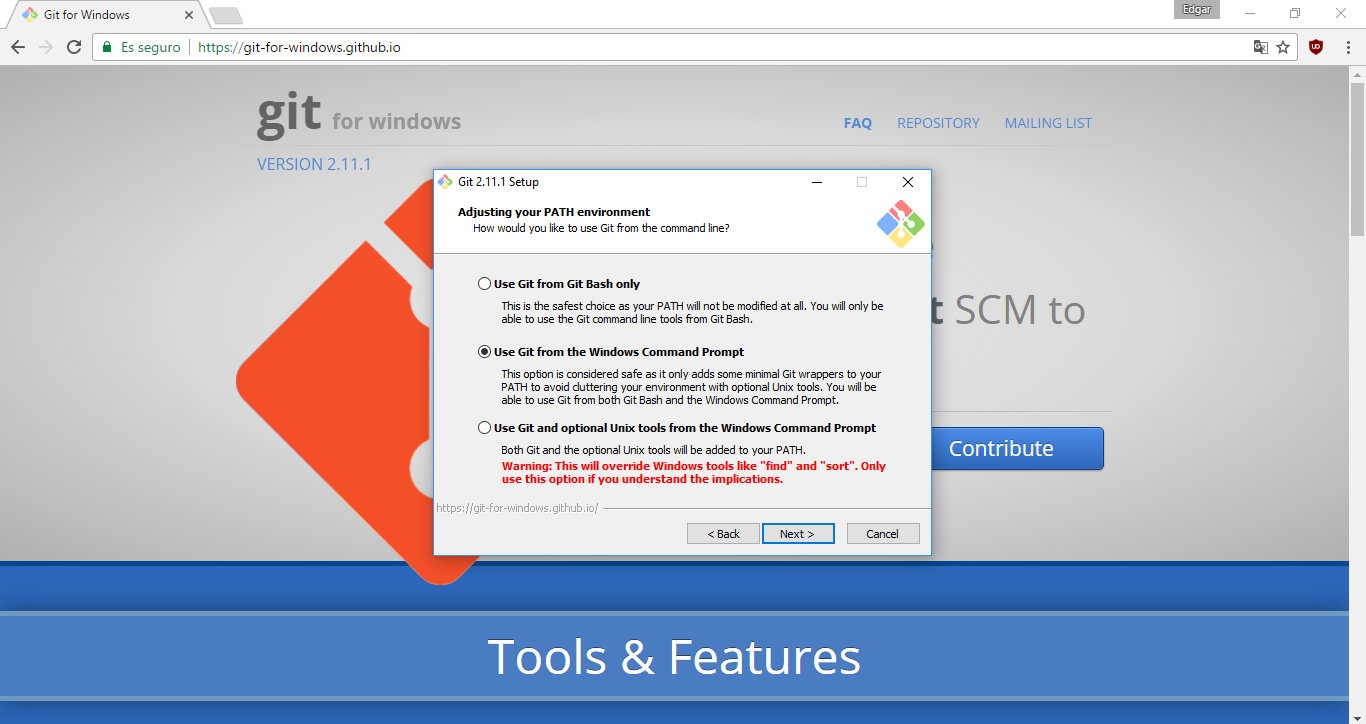 Git for Windows
Edgar
Es seguro
https://git-for-windows.github.io
git for windows
FAQ
REPOSITORY
MAILING LIST
VERSION 2.11.1
Git 2.11.1 Setup
Adjusting your PATH environment
How would you like to use Git from the command line?
Use Git from Git Bash only
This is the safest choice as your PATH will not be modified at all. You will only be
able to use the Git command line tools from Git Bash.
Use Git from the Windows Command Prompt
This option is considered safe as it only adds some minimal Git wrappers to your
PATH to avoid cluttering your environment with optional Unix tools. You will be
able to use Git from both Git Bash and the Windows Command Prompt.
Use Git and optional Unix tools from the Windows Command Prompt
Both Git and the optional Unix tools will be added to your PATH.
Warning: This will override Windows tools like "find" and "sort". Only
use this option if you understand the implications.
https://git-for-windows.github.io/
< Back
Next >
Cancel
SCM to
Contribute
Tools & Features